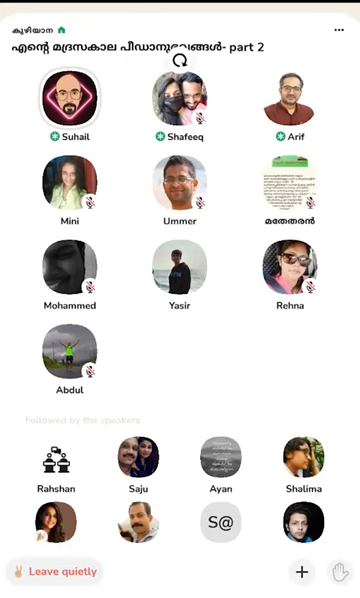 കുഴിയാന
എന്റെ മദ്രസകാല പീഡാനുഭവങ്ങൾ- part 2
Suhail
Shafeeq
Arif
Mini
Ummer
മതേതരൻ
Mohammed
Yasir
Rehna
Abdul
Followed by the speakers
Rahshan
Saju
Ayan
Shalima
S@
Leave quietly